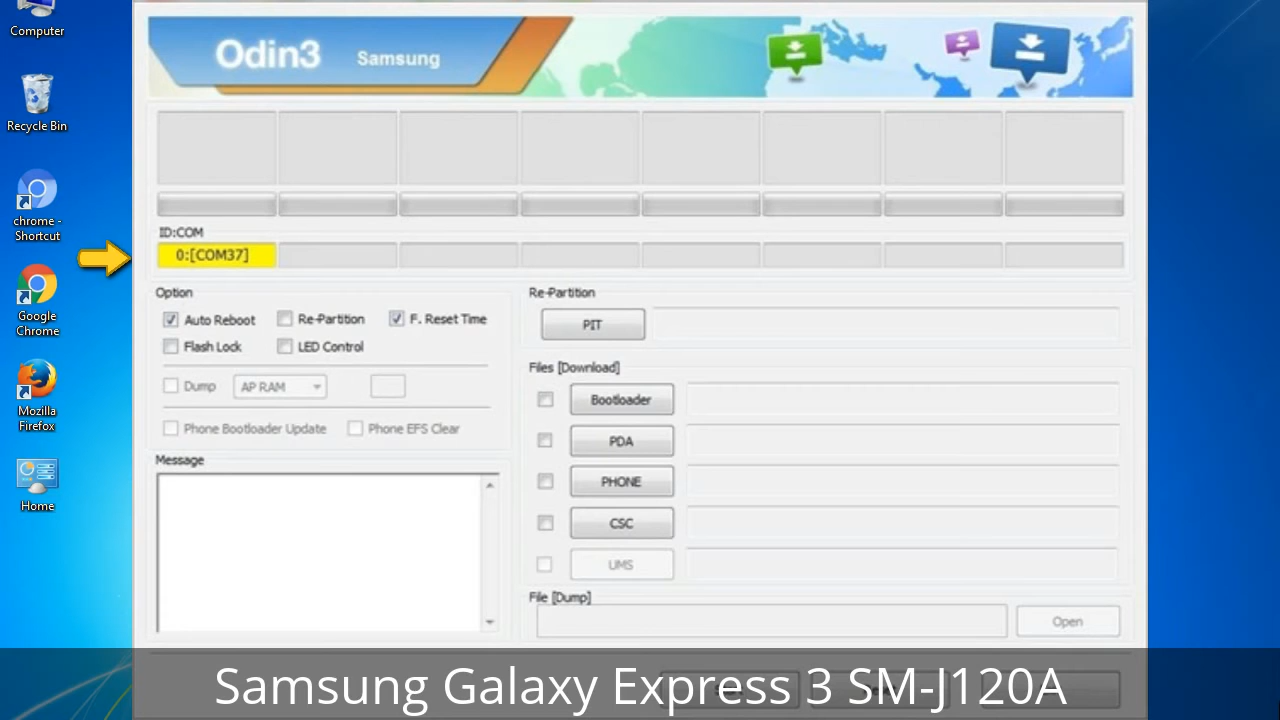 Computer
Recycle Bin
chrome -
Shortcut
Google
Chrome
Mozilla
Firefox
Home
Odin3 Samsung
ID:COM
0:[COM37]
Option
Auto Reboot Re-Partition F. Reset Time
Flash Lock LED Control
Dump AP RAM
Phone Bootloader Update Phone EFS Clear
Message
Re-Partition
PIT
Files [Download]
Bootloader
PDA
PHONE
CSC
UMS
File [Dump]
Open
Samsung Galaxy Express 3 SM-J120A